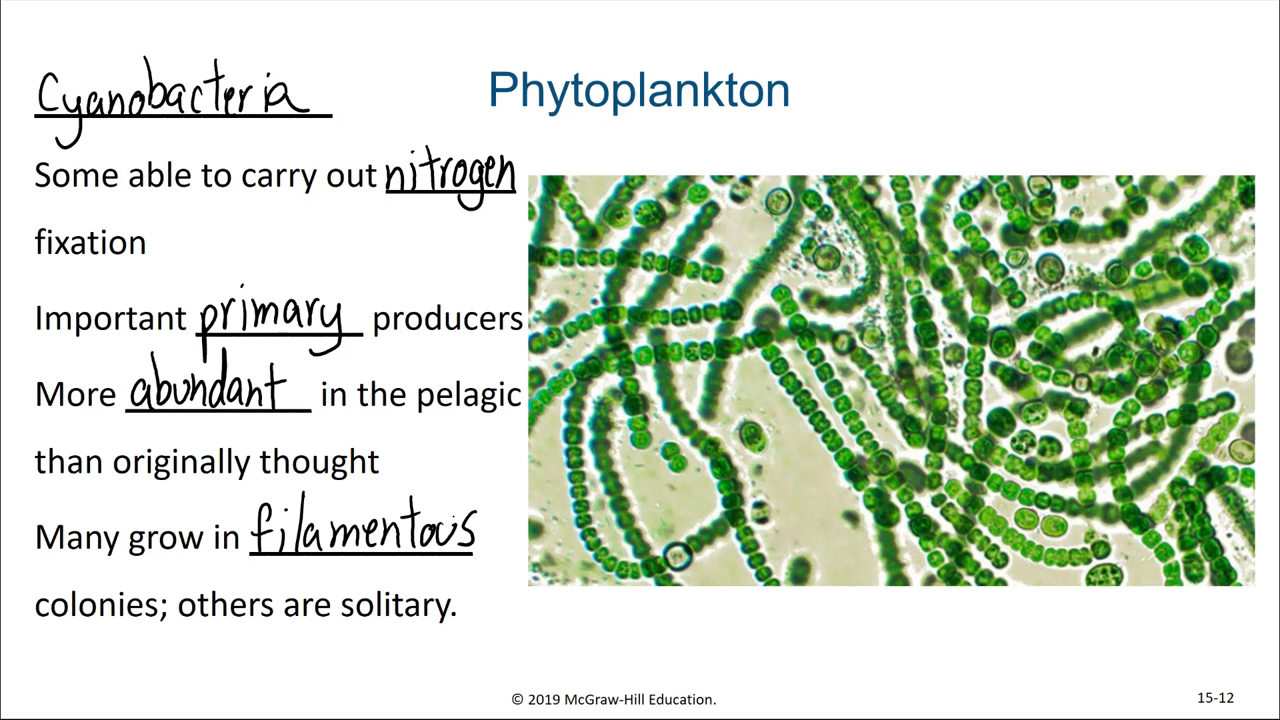 Cyanobacteria
Phytoplankton
Some able to carry out nitrogen
fixation
Important primary producers
More abundant in the pelagic
than originally thought
Many grow in filamentous
colonies; others are solitary.
© 2019 McGraw-Hill Education.
15-12